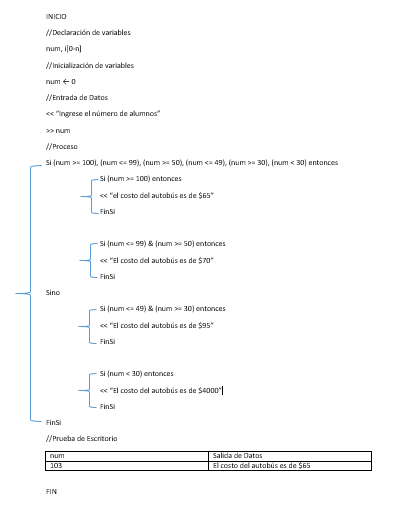 INICIO
//Declaración de variables
num, i[0-n]
//Inicialización de variables
num ← 0
//Entrada de Datos
<< “Ingrese el número de alumnos”
>> num
//Proceso
Si (num >= 100), (num <= 99), (num >= 50), (num <= 49), (num >= 30), (num < 30) entonces
Si (num >= 100) entonces
<< “el costo del autobús es de $65”
FinSi
Si (num <= 99) & (num >= 50) entonces
<< “El costo del autobús es de $70”
FinSi
Sino
Si (num <= 49) & (num >= 30) entonces
<< “El costo del autobús es de $95”
FinSi
Si (num < 30) entonces
<< “El costo del autobús es de $4000”
FinSi
FinSi
//Prueba de Escritorio
num Salida de Datos
103 El costo del autobús es de $65
FIN